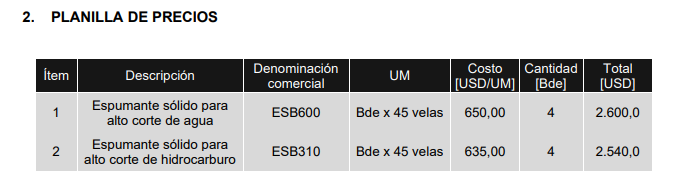 2. PLANILLA DE PRECIOS
Ítem Descripción Denominación comercial UM Costo [USD/UM] Cantidad [Bde] Total [USD]
1 Espumante sólido para alto corte de agua ESB600 Bde x 45 velas 650,00 4 2.600,0
2 Espumante sólido para alto corte de hidrocarburo ESB310 Bde x 45 velas 635,00 4 2.540,0